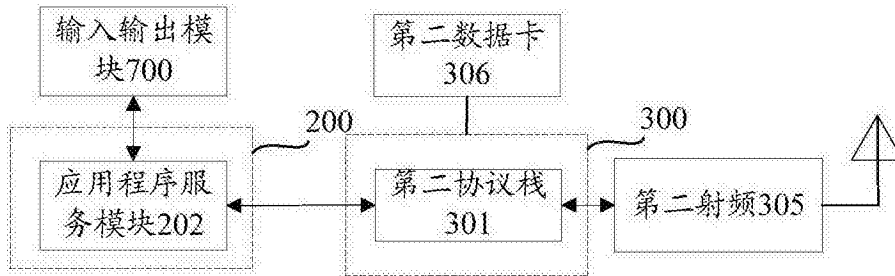 输入输出模
块700
第二数据卡
306
200
300
应用程序服
务模块202
第二协议栈
301
第二射频305